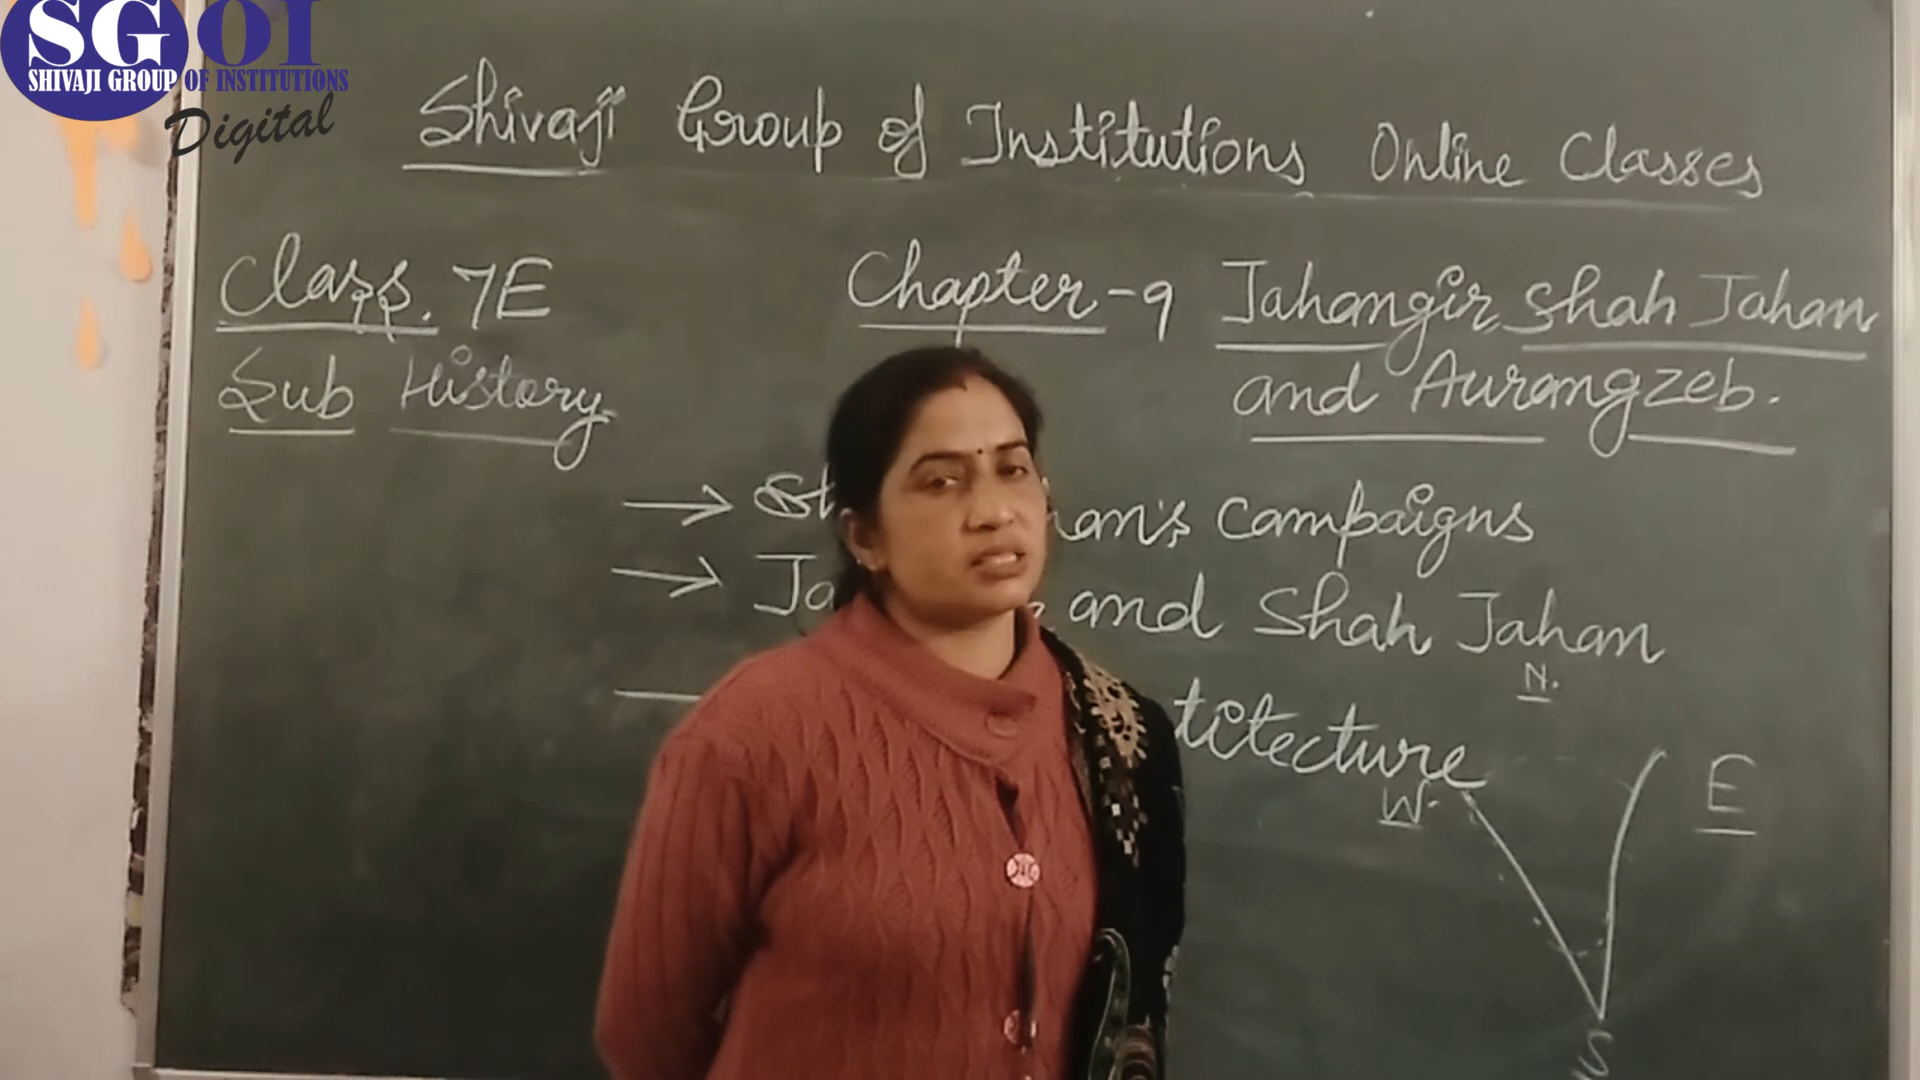 SGOI
SHIVAJI GROUP OF INSTITUTIONS
Digital
Shivaji Group of Institutions Online Classes
Class. 7E
Chapter-9 Jahangir Shah Jahan
and Aurangzeb.
Sub History
→ campaigns
→ and Shah Jahan
N.
W.
E
S